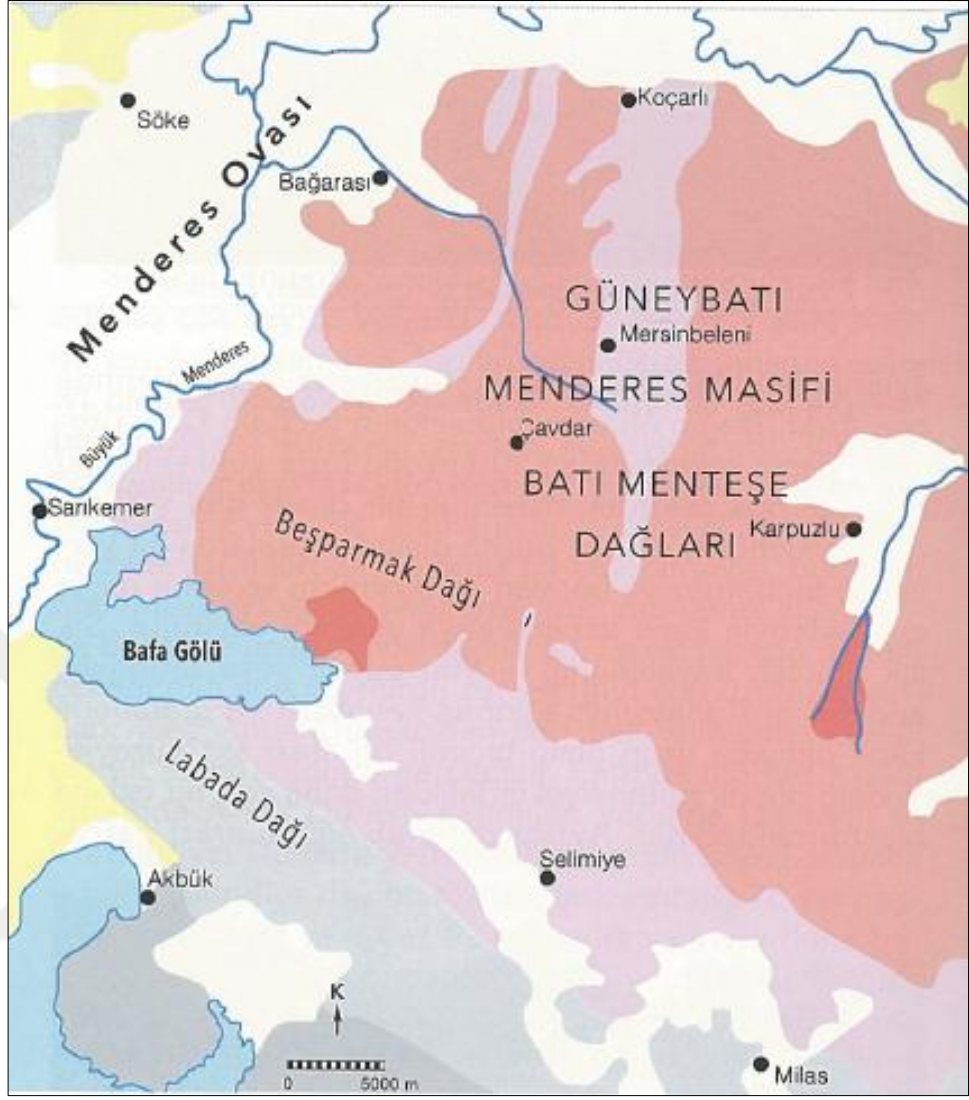 Söke
Koçarlı
Menderes Ovası
Bağarası
GÜNEYBATI
Mersinbeleni
Menderes
MENDERES MASİFİ
Çavdar
Büyük
BATI MENTEŞE
Sarıkemer
Beşparmak Dağı
Karpuzlu
DAĞLARI
Bafa Gölü
Labada Dağı
Selimiye
Akbük
K
0 5000 m
Milas